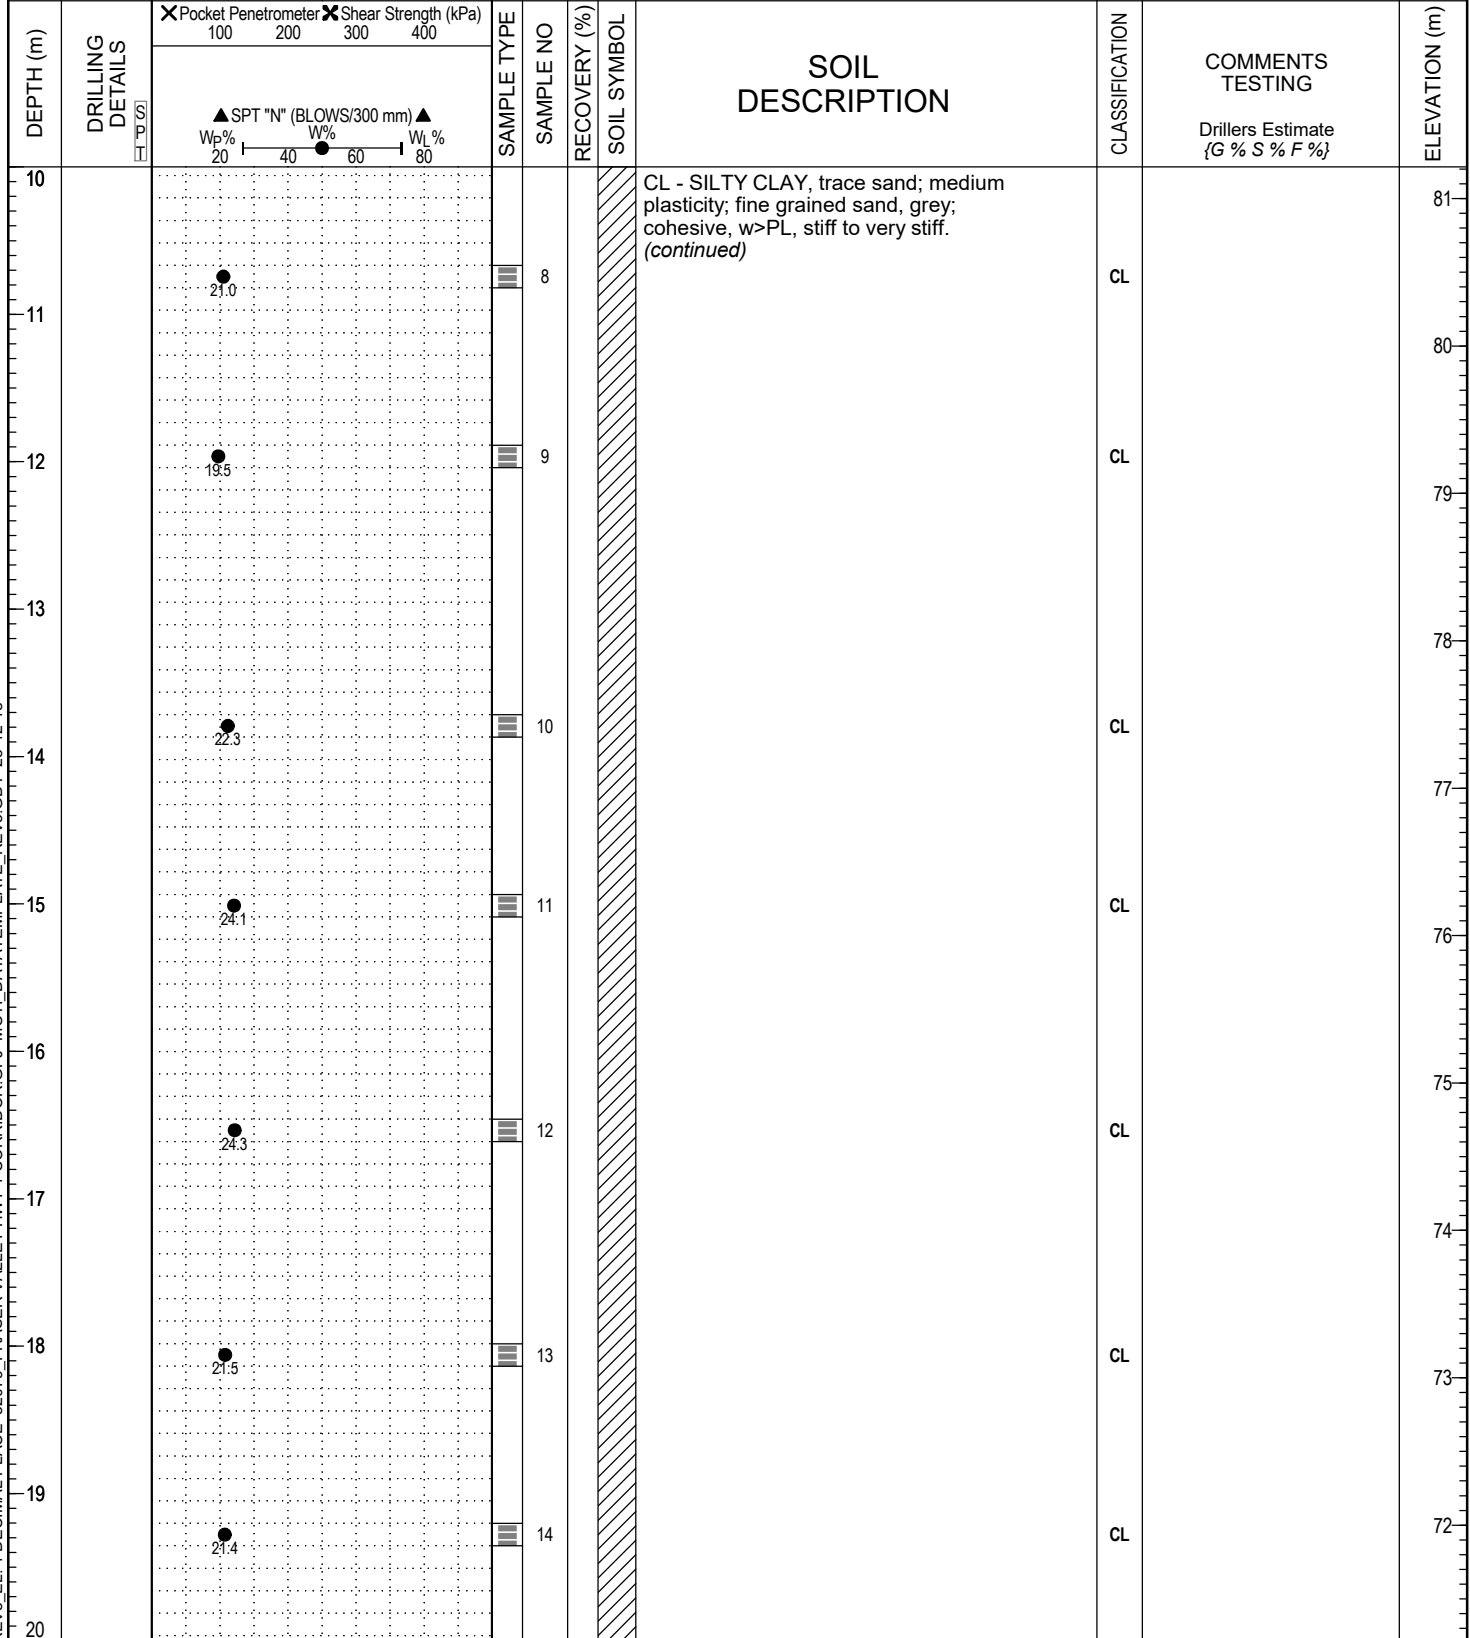 DEPTH (m)
DRILLING
DETAILS
SPT
Pocket Penetrometer Shear Strength (kPa)
100 200 300 400
▲ SPT "N" (BLOWS/300 mm) ▲
WP% W% WL%
20 40 60 80
SAMPLE TYPE
SAMPLE NO
RECOVERY (%)
SOIL SYMBOL
SOIL
DESCRIPTION
CLASSIFICATION
COMMENTS
TESTING
Drillers Estimate
{G % S % F %}
ELEVATION (m)
10
CL - SILTY CLAY, trace sand; medium
plasticity; fine grained sand, grey;
cohesive, w>PL, stiff to very stiff.
(continued)
81
21.0 8 CL
11
80
19.5 9 CL
12
79
13
78
22.3 10 CL
14
77
15 24.1 11 CL
76
16
75
24.3 12 CL
17
74
18
21.5 13 CL
73
19
72
21.4 14 CL
20